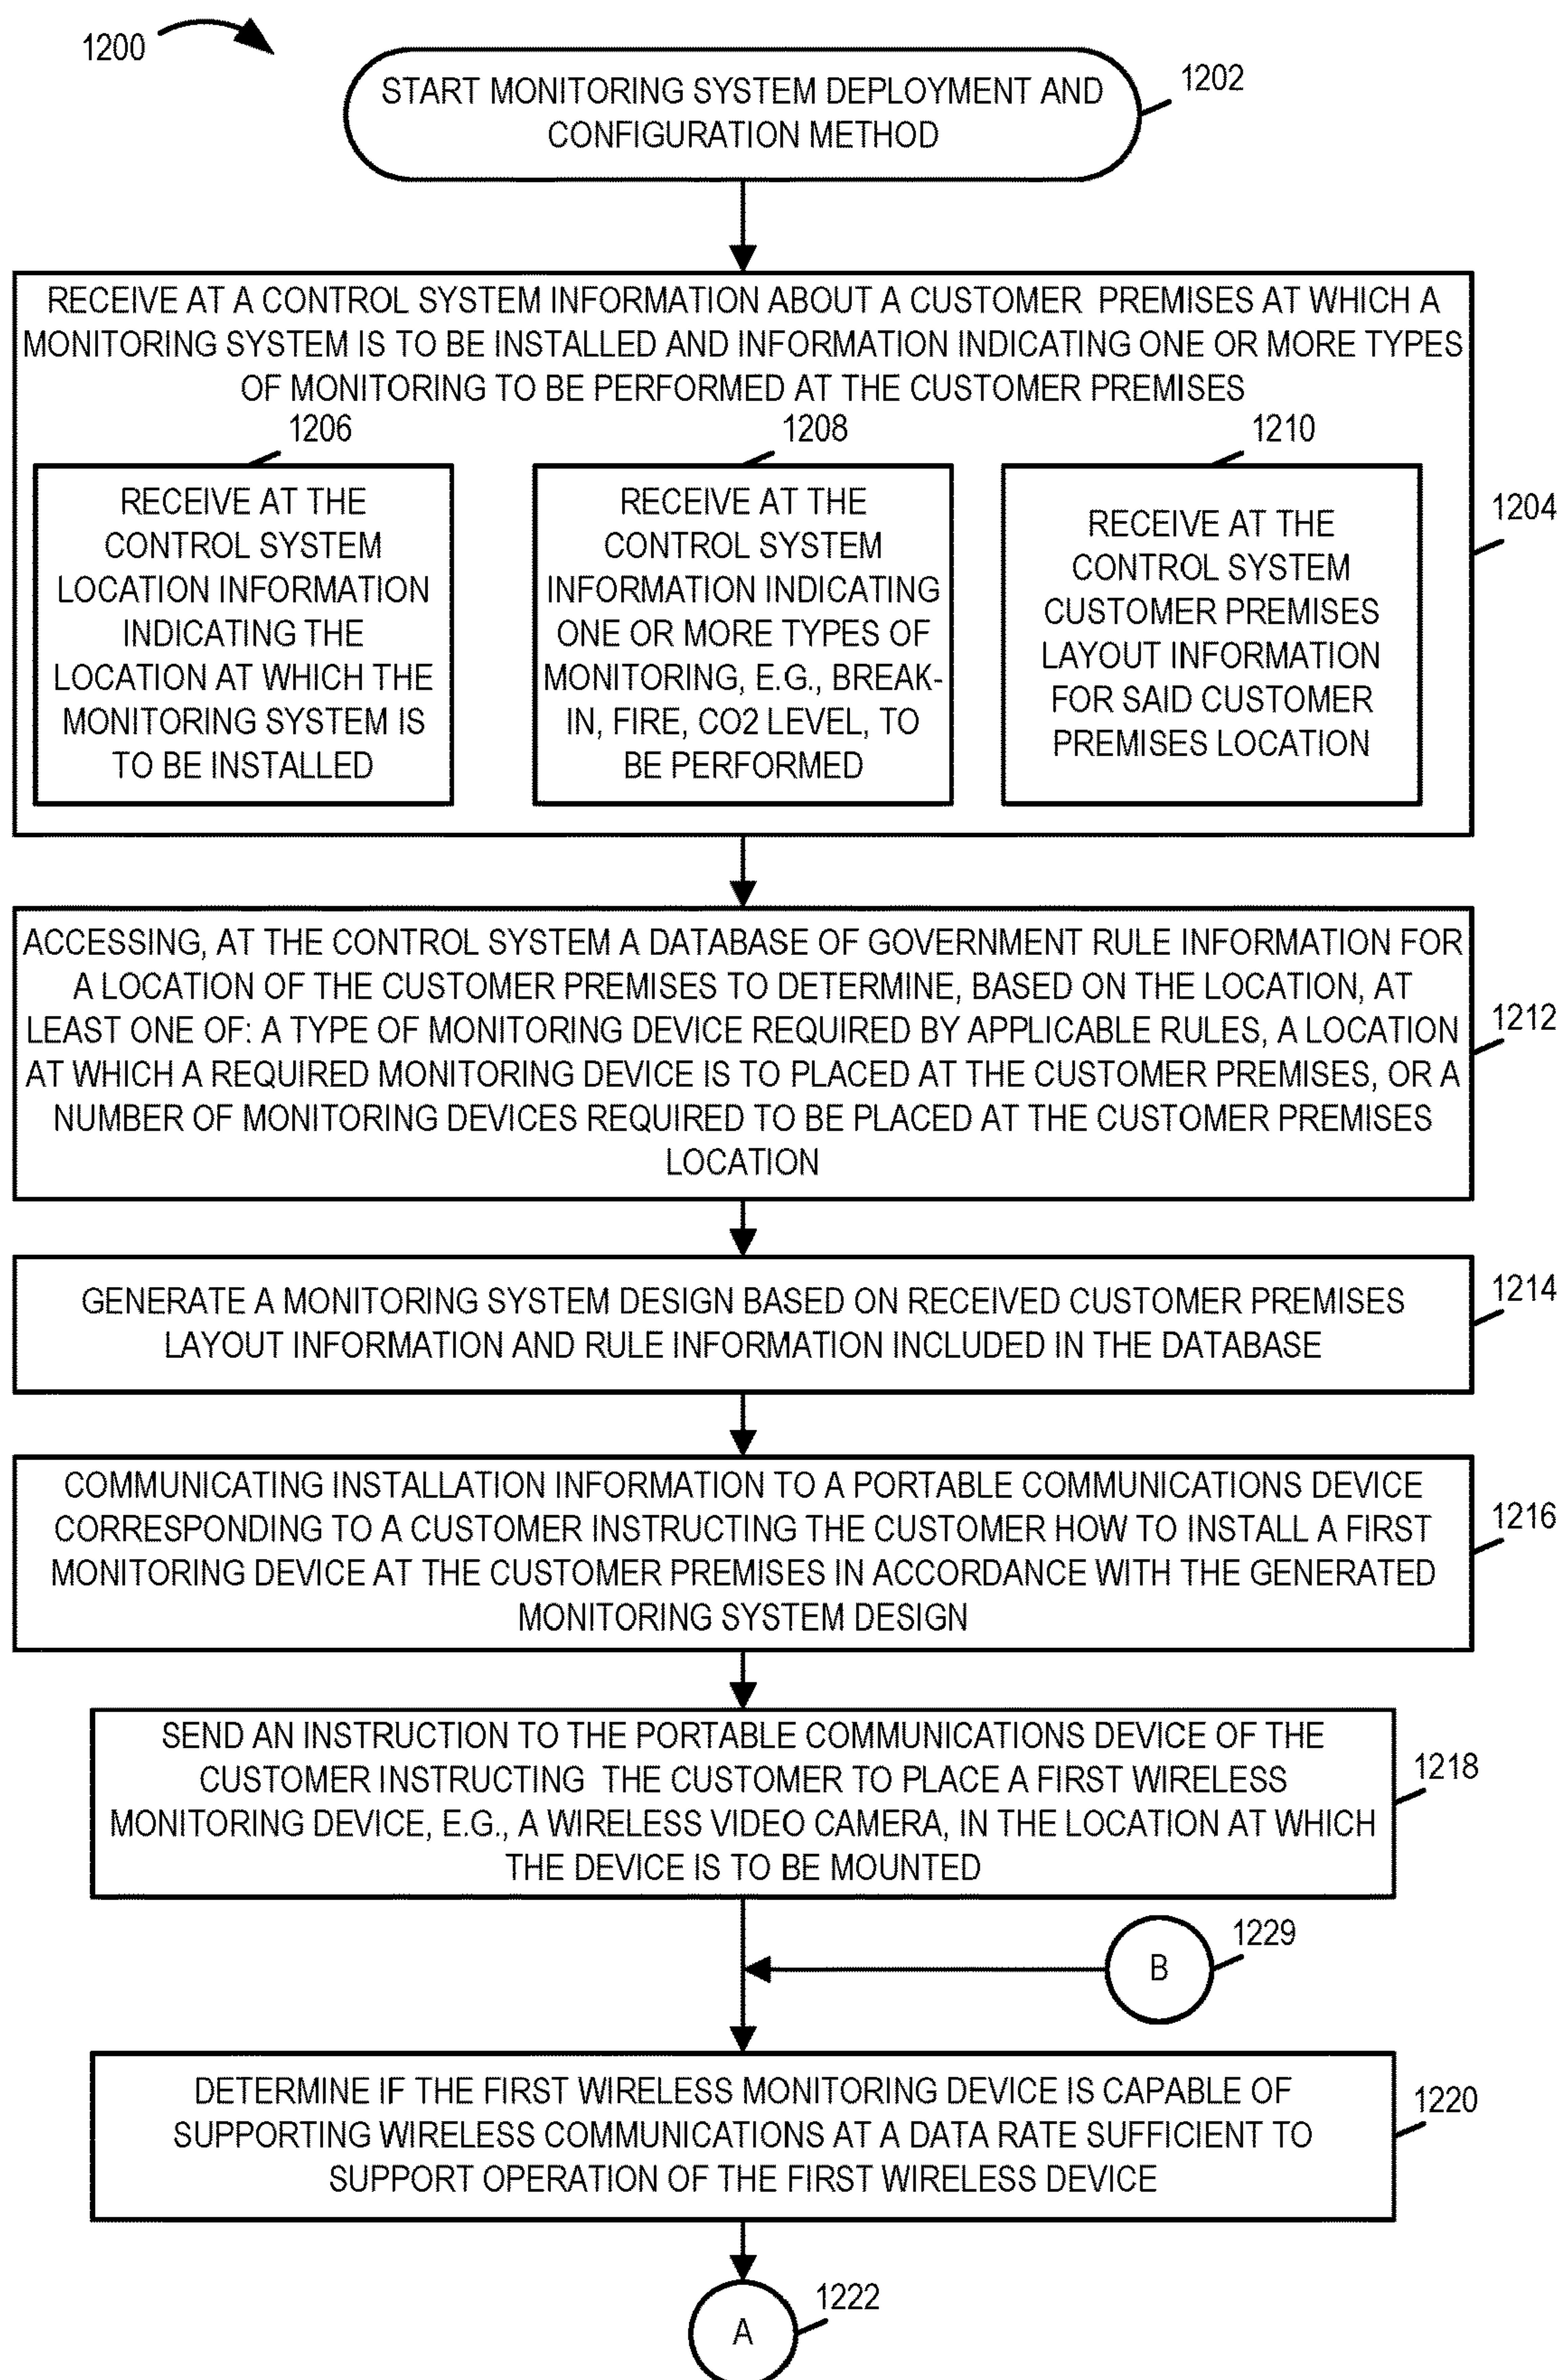 1200
START MONITORING SYSTEM DEPLOYMENT AND
CONFIGURATION METHOD
1202
RECEIVE AT A CONTROL SYSTEM INFORMATION ABOUT A CUSTOMER PREMISES AT WHICH A
MONITORING SYSTEM IS TO BE INSTALLED AND INFORMATION INDICATING ONE OR MORE TYPES
OF MONITORING TO BE PERFORMED AT THE CUSTOMER PREMISES
1204
1206
RECEIVE AT THE
CONTROL SYSTEM
LOCATION INFORMATION
INDICATING THE
LOCATION AT WHICH THE
MONITORING SYSTEM IS
TO BE INSTALLED
1208
RECEIVE AT THE
CONTROL SYSTEM
INFORMATION INDICATING
ONE OR MORE TYPES OF
MONITORING, E.G., BREAK-
IN, FIRE, CO2 LEVEL, TO
BE PERFORMED
1210
RECEIVE AT THE
CONTROL SYSTEM
CUSTOMER PREMISES
LAYOUT INFORMATION
FOR SAID CUSTOMER
PREMISES LOCATION
ACCESSING, AT THE CONTROL SYSTEM A DATABASE OF GOVERNMENT RULE INFORMATION FOR
A LOCATION OF THE CUSTOMER PREMISES TO DETERMINE, BASED ON THE LOCATION, AT
LEAST ONE OF: A TYPE OF MONITORING DEVICE REQUIRED BY APPLICABLE RULES, A LOCATION
AT WHICH A REQUIRED MONITORING DEVICE IS TO PLACED AT THE CUSTOMER PREMISES, OR A
NUMBER OF MONITORING DEVICES REQUIRED TO BE PLACED AT THE CUSTOMER PREMISES
LOCATION
1212
GENERATE A MONITORING SYSTEM DESIGN BASED ON RECEIVED CUSTOMER PREMISES
LAYOUT INFORMATION AND RULE INFORMATION INCLUDED IN THE DATABASE
1214
COMMUNICATING INSTALLATION INFORMATION TO A PORTABLE COMMUNICATIONS DEVICE
CORRESPONDING TO A CUSTOMER INSTRUCTING THE CUSTOMER HOW TO INSTALL A FIRST
MONITORING DEVICE AT THE CUSTOMER PREMISES IN ACCORDANCE WITH THE GENERATED
MONITORING SYSTEM DESIGN
1216
SEND AN INSTRUCTION TO THE PORTABLE COMMUNICATIONS DEVICE OF THE
CUSTOMER INSTRUCTING THE CUSTOMER TO PLACE A FIRST WIRELESS
MONITORING DEVICE, E.G., A WIRELESS VIDEO CAMERA, IN THE LOCATION AT WHICH
THE DEVICE IS TO BE MOUNTED
1218
B
1229
DETERMINE IF THE FIRST WIRELESS MONITORING DEVICE IS CAPABLE OF
SUPPORTING WIRELESS COMMUNICATIONS AT A DATA RATE SUFFICIENT TO
SUPPORT OPERATION OF THE FIRST WIRELESS DEVICE
1220
A
1222